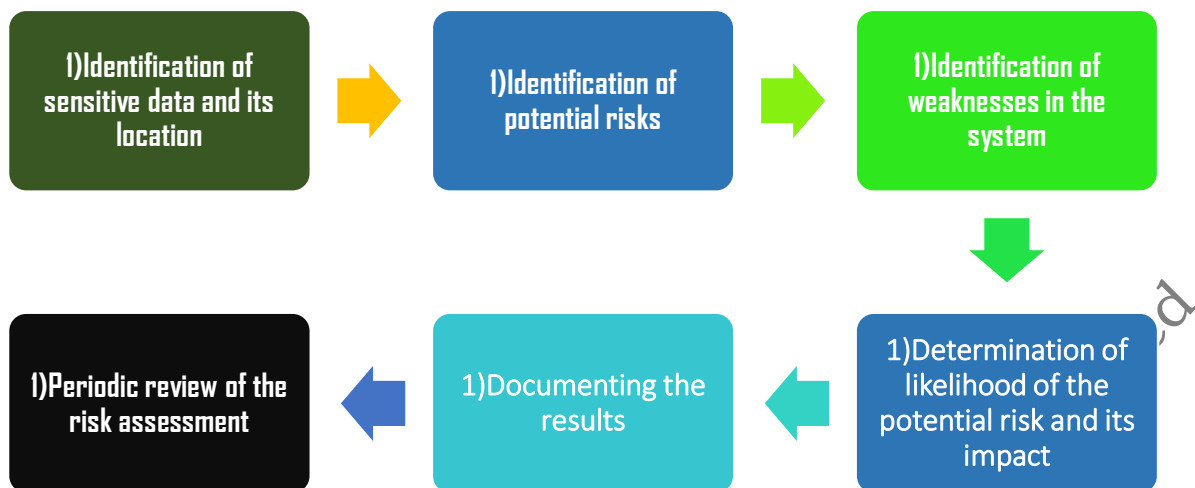 1)Identification of
sensitive data and its
location
1)Identification of
potential risks
1)Identification of
weaknesses in the
system
1)Determination of
likelihood of the
potential risk and its
impact
1)Documenting the
results
1)Periodic review of the
risk assessment